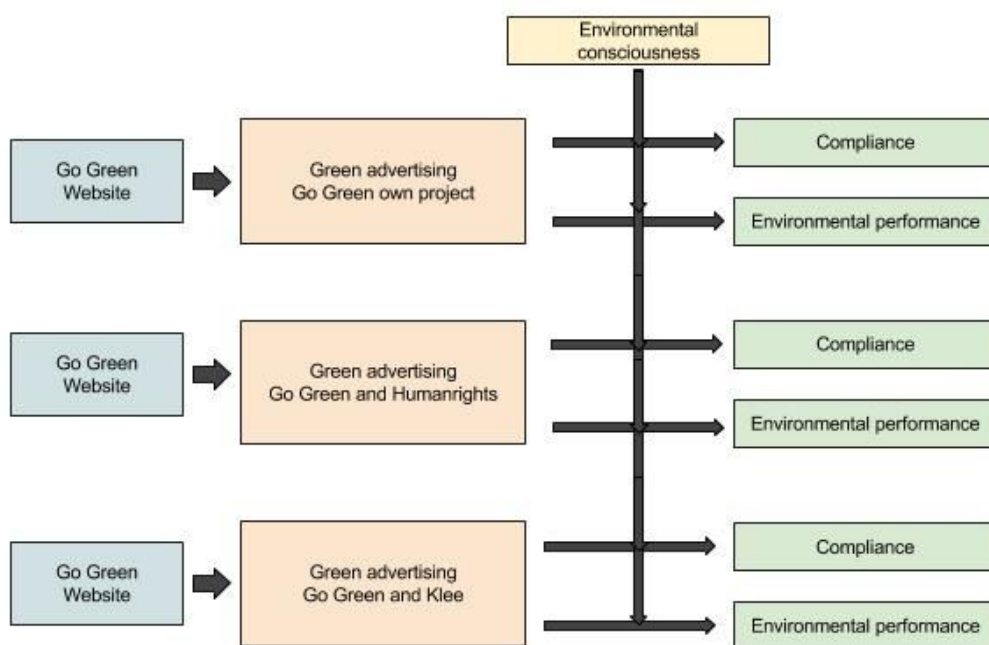 Environmental
consciousness
Go Green
Website
Green advertising
Go Green own project
Compliance
Environmental performance
Go Green
Website
Green advertising
Go Green and Humanrights
Compliance
Environmental performance
Go Green
Website
Green advertising
Go Green and Klee
Compliance
Environmental performance